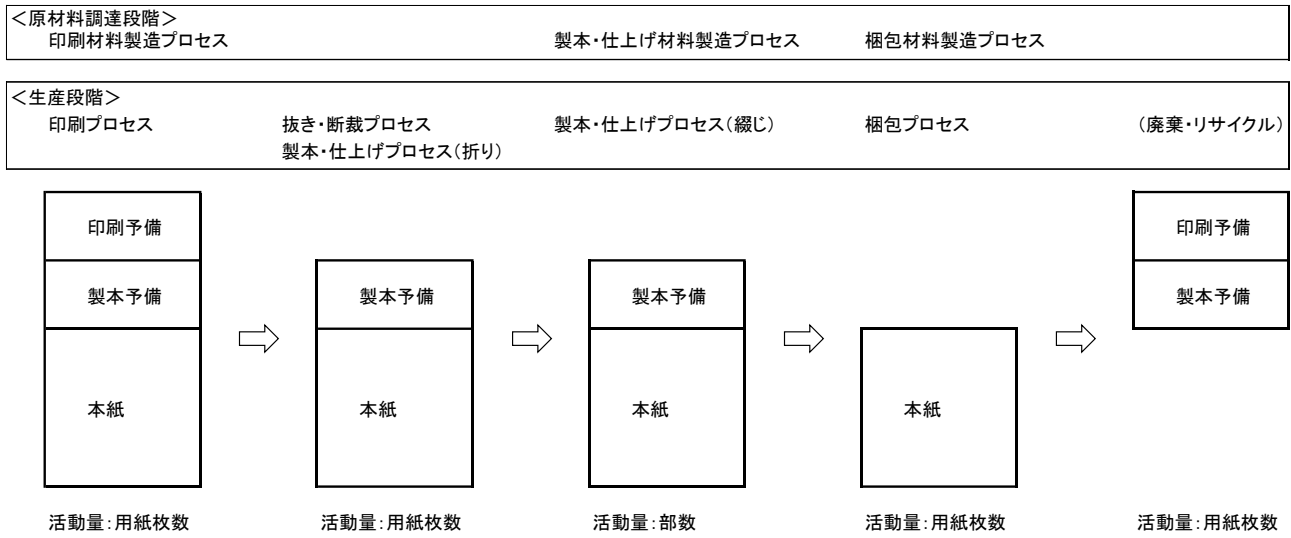 <原材料調達段階>
印刷材料製造プロセス 製本・仕上げ材料製造プロセス 梱包材料製造プロセス
<生産段階>
印刷プロセス 抜き・断裁プロセス 製本・仕上げプロセス(綴じ) 梱包プロセス (廃棄・リサイクル)
製本・仕上げプロセス(折り)
印刷予備 印刷予備
製本予備 製本予備 製本予備 製本予備
本紙 本紙 本紙 本紙
活動量:用紙枚数 活動量:用紙枚数 活動量:部数 活動量:用紙枚数 活動量:用紙枚数